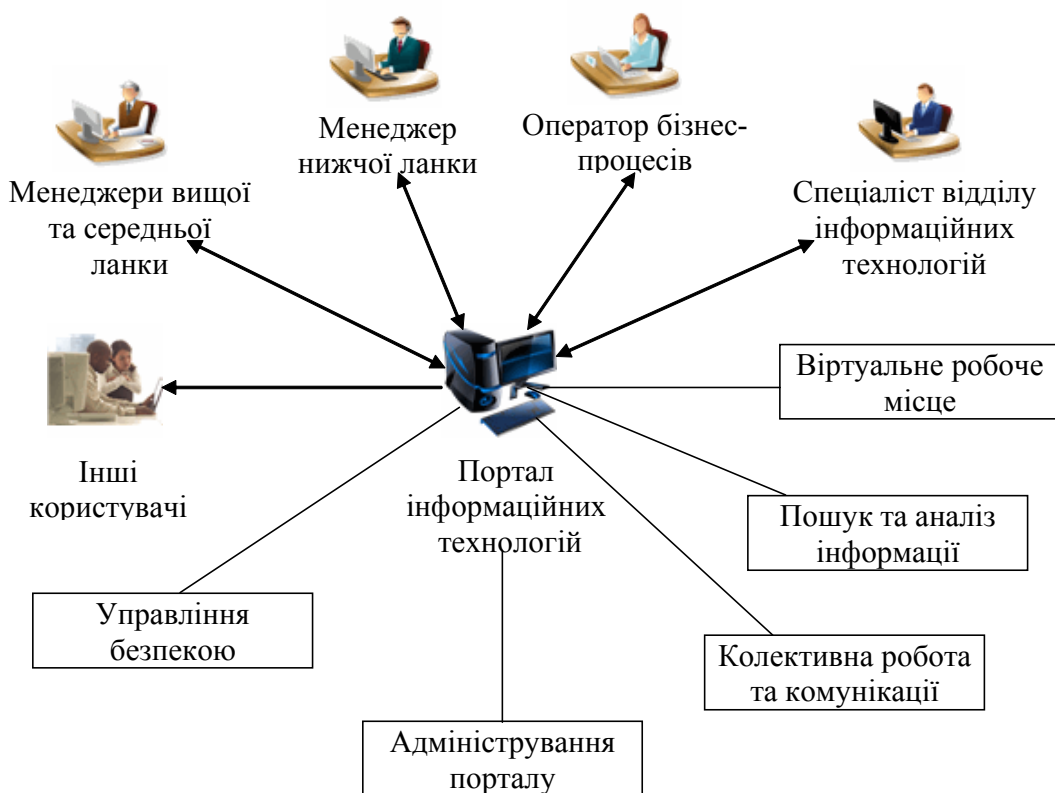 Менеджер
нижчої ланки
Оператор бізнес-
процесів
Менеджери вищої
та середньої
ланки
Спеціаліст відділу
інформаційних
технологій
Віртуальне робоче
місце
Інші
користувачі
Портал
інформаційних
технологій
Пошук та аналіз
інформації
Управління
безпекою
Колективна робота
та комунікації
Адміністрування
порталу